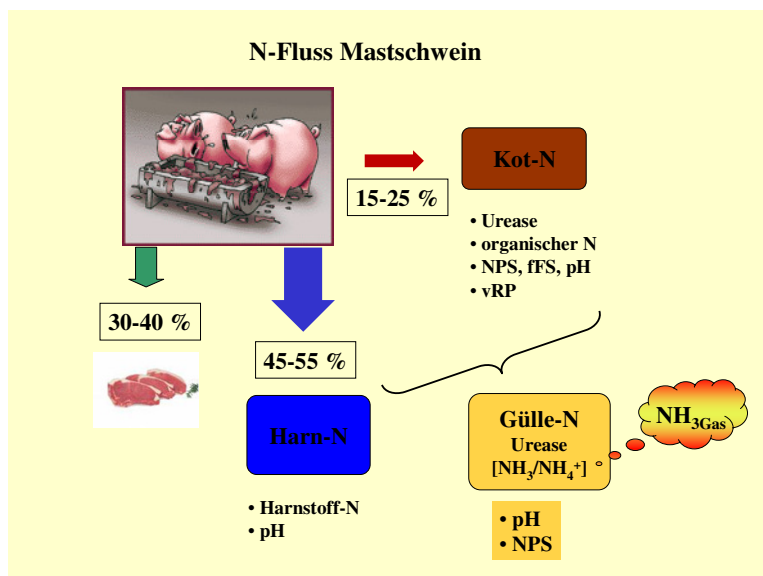 N-Fluss Mastschwein
Kot-N
15-25 %
• Urease
• organischer N
• NPS, fFS, pH
• vRP
30-40 %
45-55 %
Harn-N
• Harnstoff-N
• pH
Gülle-N
Urease
[NH₃/NH₄⁺]
NH₃Gas
• pH
• NPS